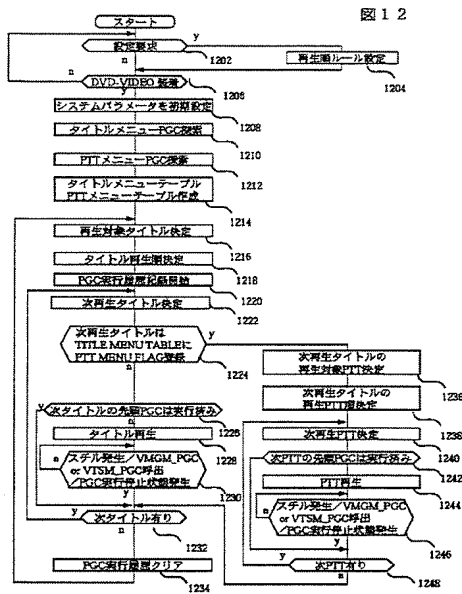 図12
スタート
設定要求
y
n
1202
再生順ルール設定
1204
n
DVD-VIDEO 装着
y
1206
システムパラメータを初期設定
1208
タイトルメニューPGC探索
1210
PTTメニューPGC探索
1212
タイトルメニューテーブル
PTTメニューテーブル作成
1214
再生対象タイトル決定
1216
タイトル再生順決定
1218
PGC実行履歴記録開始
1220
次再生タイトル決定
1222
次再生タイトルは
TITLE MENU TABLEに
PTT MENU FLAG登録
y
n
1224
次再生タイトルの
再生対象PTT決定
1236
次再生タイトルの
再生PTT順決定
1238
y
次タイトルの先頭PGCは実行済み
n
1226
次再生PTT決定
1240
タイトル再生
1228
次PTTの先頭PGCは実行済み
1242
n
ステル発生/VMGM_PGC
or VTSM_PGC呼出
/PGC実行停止状態発生
y
1230
PTT再生
1244
y
n
ステル発生/VMGM_PGC
or VTSM_PGC呼出
/PGC実行停止状態発生
1246
y
次タイトル有り
n
1232
y
y
次PTT有り
n
1248
PGC実行履歴クリア
1234